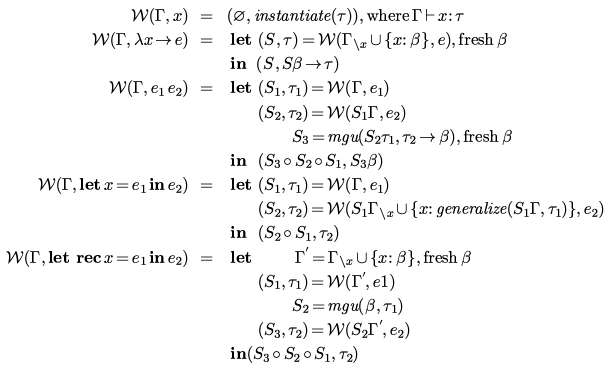 𝒲(Γ, x) = (∅, instantiate(τ)), where Γ ⊢ x: τ
𝒲(Γ, λx → e) = let (S, τ) = 𝒲(Γ\x ∪ {x: β}, e), fresh β
in (S, Sβ → τ)
𝒲(Γ, e₁ e₂) = let (S₁, τ₁) = 𝒲(Γ, e₁)
(S₂, τ₂) = 𝒲(S₁Γ, e₂)
S₃ = mgu(S₂τ₁, τ₂ → β), fresh β
in (S₃ ∘ S₂ ∘ S₁, S₃β)
𝒲(Γ, let x = e₁ in e₂) = let (S₁, τ₁) = 𝒲(Γ, e₁)
(S₂, τ₂) = 𝒲(S₁Γ\x ∪ {x: generalize(S₁Γ, τ₁)}, e₂)
in (S₂ ∘ S₁, τ₂)
𝒲(Γ, let rec x = e₁ in e₂) = let Γ′ = Γ\x ∪ {x: β}, fresh β
(S₁, τ₁) = 𝒲(Γ′, e1)
S₂ = mgu(β, τ₁)
(S₃, τ₂) = 𝒲(S₂Γ′, e₂)
in(S₃ ∘ S₂ ∘ S₁, τ₂)